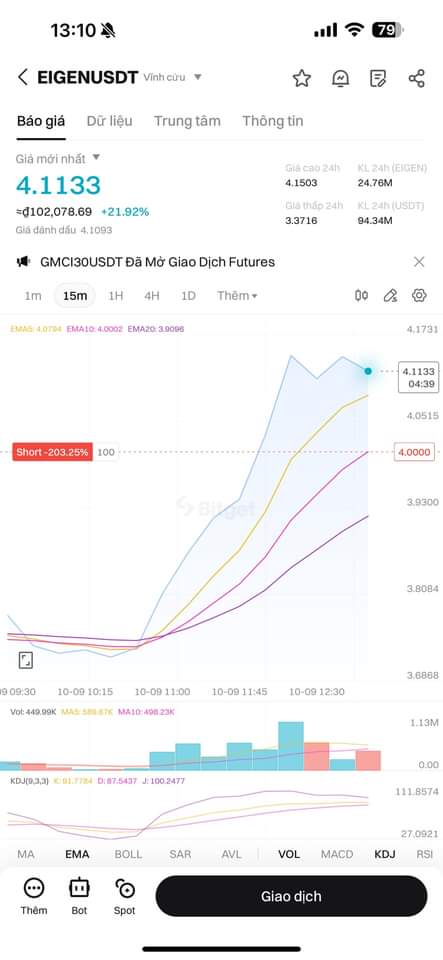 13:10
79
EIGENUSDT Vĩnh cửu
Báo giá Dữ liệu Trung tâm Thông tin
Giá mới nhất
4.1133
≈₫102,078.69 +21.92%
Giá đánh dấu 4.1093
Giá cao 24h KL 24h (EIGEN)
4.1503 24.76M
Giá thấp 24h KL 24h (USDT)
3.3716 94.34M
GMCI30USDT Đã Mở Giao Dịch Futures
1m 15m 1H 4H 1D Thêm
EMA5: 4.0794 EMA10: 4.0002 EMA20: 3.9096
4.1731
4.1133
04:39
4.0515
Short -203.25% 100
4.0000
3.9300
Bitget
3.8084
3.6868
09 09:30 10-09 10:15 10-09 11:00 10-09 11:45 10-09 12:30
Vol: 449.99K MA5: 589.67K MA10: 498.23K
1.13M
0.00
KDJ(9,3,3) K: 91.7784 D: 87.5437 J: 100.2477
111.8574
27.0921
MA EMA BOLL SAR AVL VOL MACD KDJ RSI
Thêm Bot Spot Giao dịch